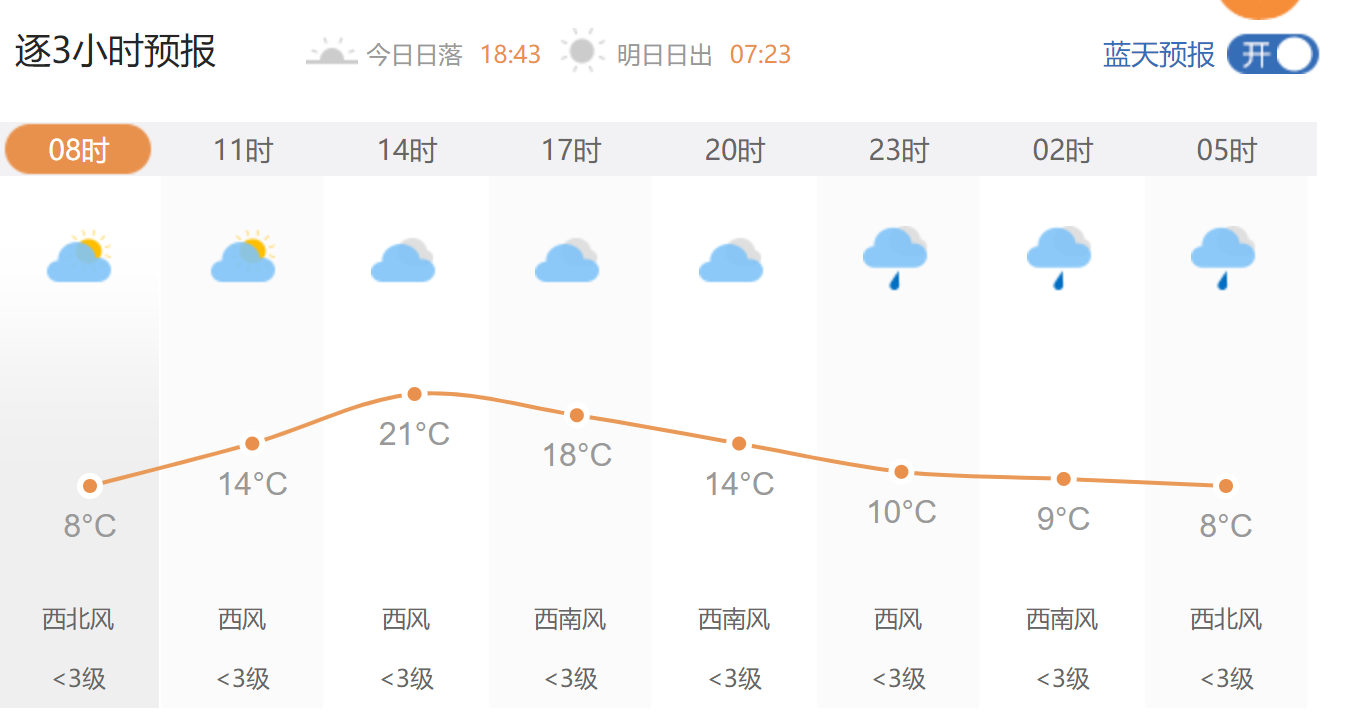 逐3小时预报 今日日落 18:43 明日日出 07:23 蓝天预报 开
08时 11时 14时 17时 20时 23时 02时 05时
8°C 14°C 21°C 18°C 14°C 10°C 9°C 8°C
西北风 西风 西风 西南风 西南风 西风 西南风 西北风
<3级 <3级 <3级 <3级 <3级 <3级 <3级 <3级